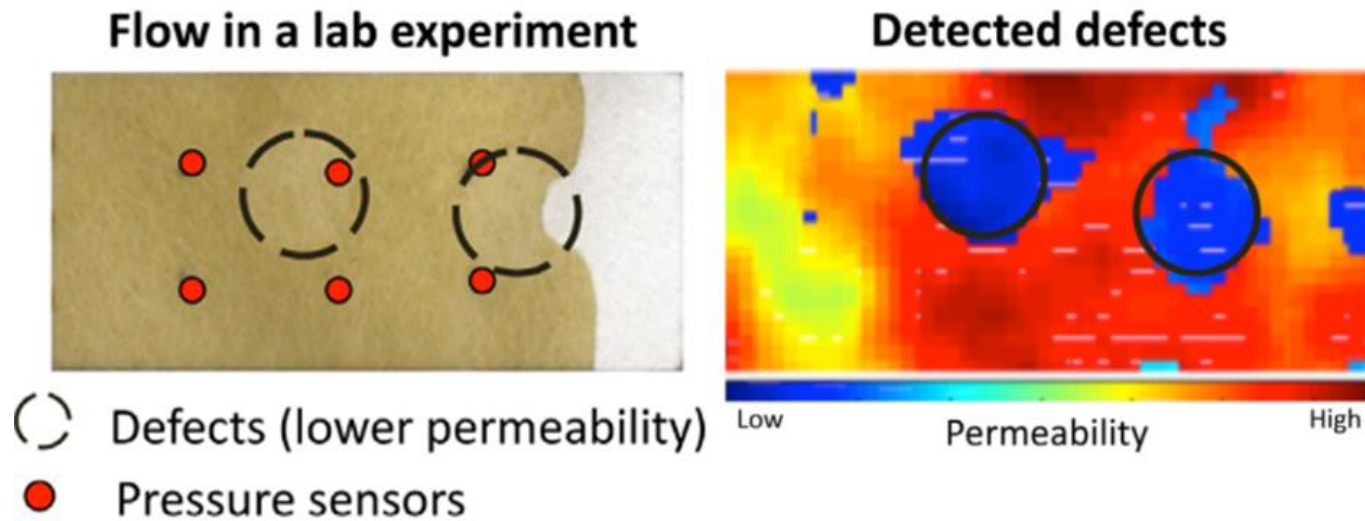 Flow in a lab experiment
Detected defects
Defects (lower permeability)
Pressure sensors
Low
Permeability
High